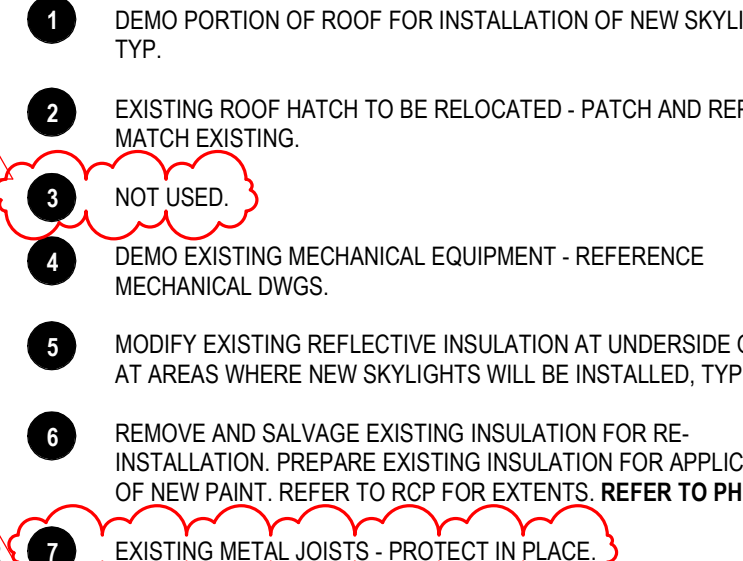 1 DEMO PORTION OF ROOF FOR INSTALLATION OF NEW
TYP.
2 EXISTING ROOF HATCH TO BE RELOCATED - PATCH AND
MATCH EXISTING.
3 NOT USED.
4 DEMO EXISTING MECHANICAL EQUIPMENT - REFERENCE
MECHANICAL DWGS.
5 MODIFY EXISTING REFLECTIVE INSULATION AT UNDERSIDE
AT AREAS WHERE NEW SKYLIGHTS WILL BE INSTALLED, TYP
6 REMOVE AND SALVAGE EXISTING INSULATION FOR RE-
INSTALLATION. PREPARE EXISTING INSULATION FOR
OF NEW PAINT. REFER TO RCP FOR EXTENTS. REFER TO
7 EXISTING METAL JOISTS - PROTECT IN PLACE.